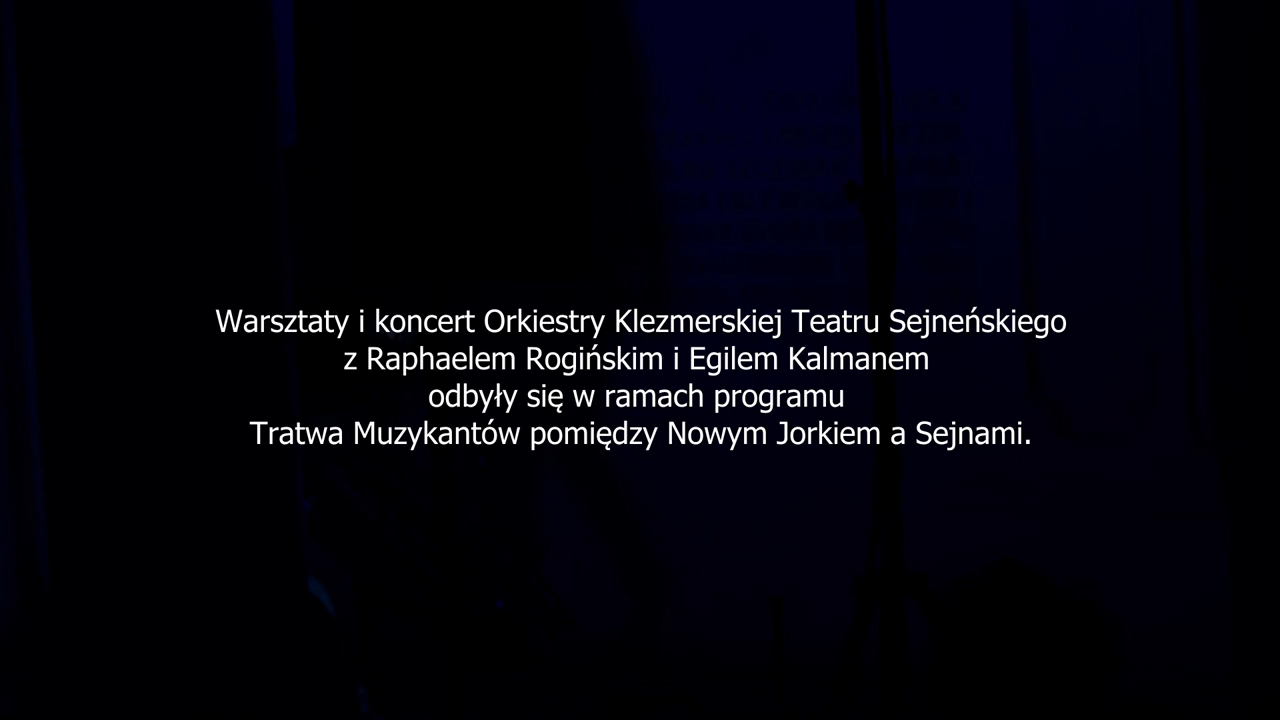 Warsztaty i koncert Orkiestry Klezmerskiej Teatru Sejneńskiego
z Raphaelem Rogińskim i Egilem Kalmanem
odbyły się w ramach programu
Tratwa Muzykantów pomiędzy Nowym Jorkiem a Sejnami.